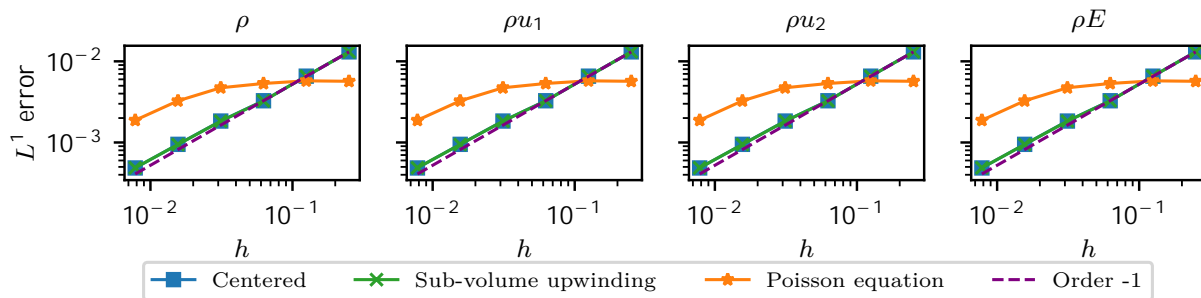 ρ ρu₁ ρu₂ ρE
10⁻²
10⁻³
L¹ error
10⁻² 10⁻¹ 10⁻² 10⁻¹ 10⁻² 10⁻¹ 10⁻² 10⁻¹
h h h h
Centered Sub-volume upwinding Poisson equation Order -1